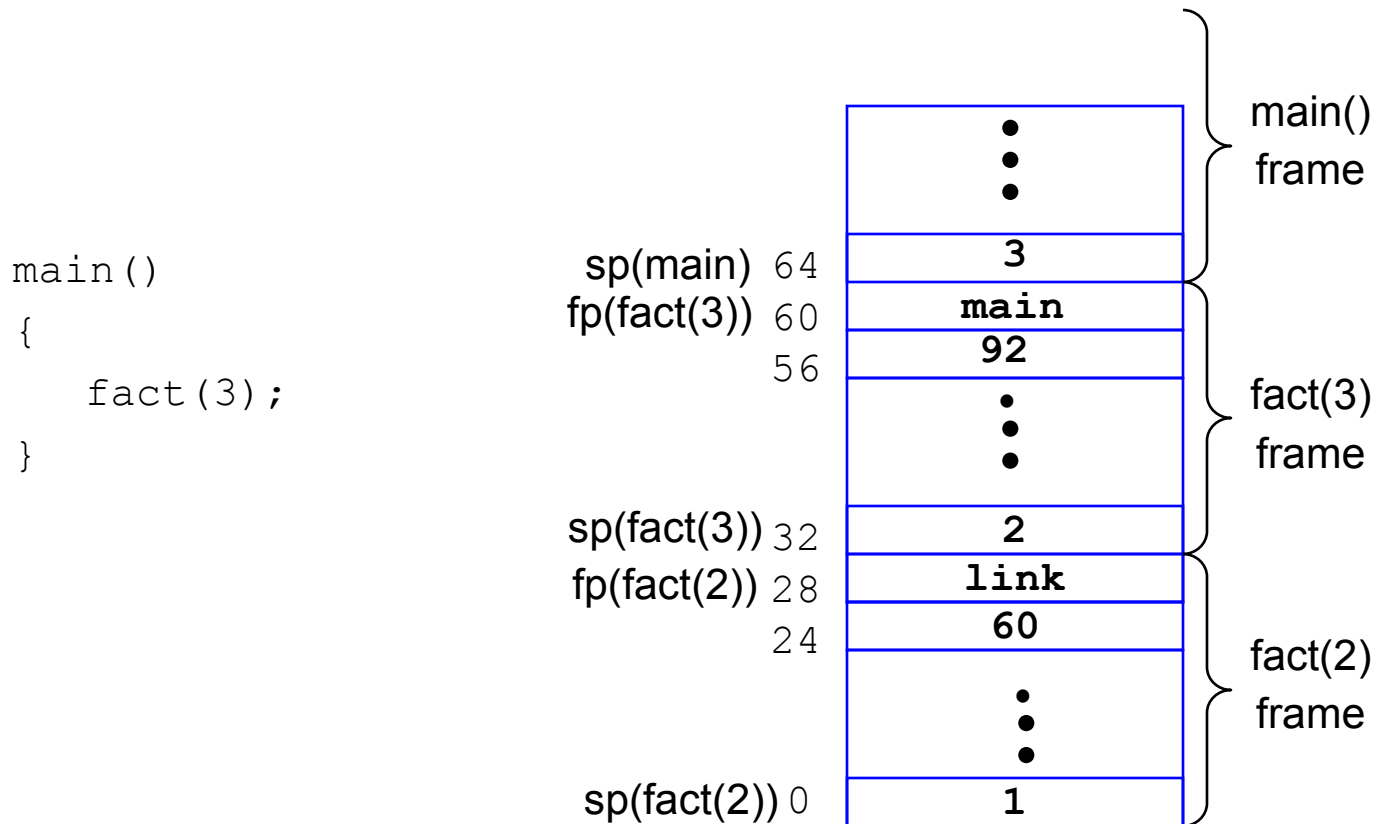 main()
{
fact(3);
}
main()
frame
sp(main) 64 3
fp(fact(3)) 60 main
56 92
fact(3)
frame
sp(fact(3)) 32 2
fp(fact(2)) 28 link
24 60
fact(2)
frame
sp(fact(2)) 0 1